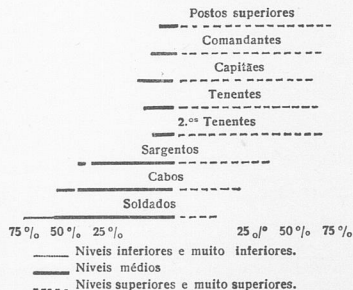 Postos superiores
Comandantes
Capitães
Tenentes
2.ºs Tenentes
Sargentos
Cabos
Soldados
75 º/o 50 º/o 25 º/o 25 º/o 50 º/o 75 º/o
Niveis inferiores e muito inferiores.
Niveis médios
Niveis superiores e muito superiores.